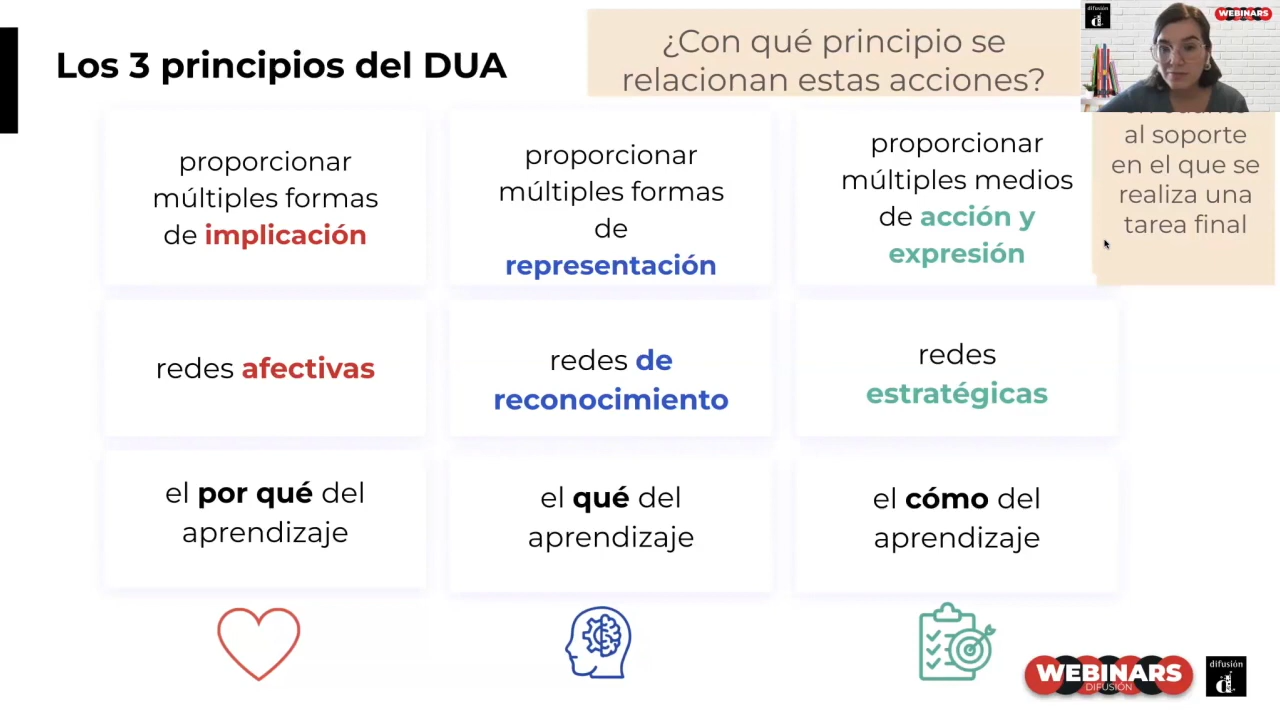 Los 3 principios del DUA
¿Con qué principio se
relacionan estas acciones?
difusión
WEBINARS
al soporte
en el que se
realiza una
tarea final
proporcionar
múltiples formas
de implicación
proporcionar
múltiples formas
de
representación
proporcionar
múltiples medios
de acción y
expresión
redes afectivas
redes de
reconocimiento
redes
estratégicas
el por qué del
aprendizaje
el qué del
aprendizaje
el cómo del
aprendizaje
WEBINARS
DIFUSIÓN
difusión